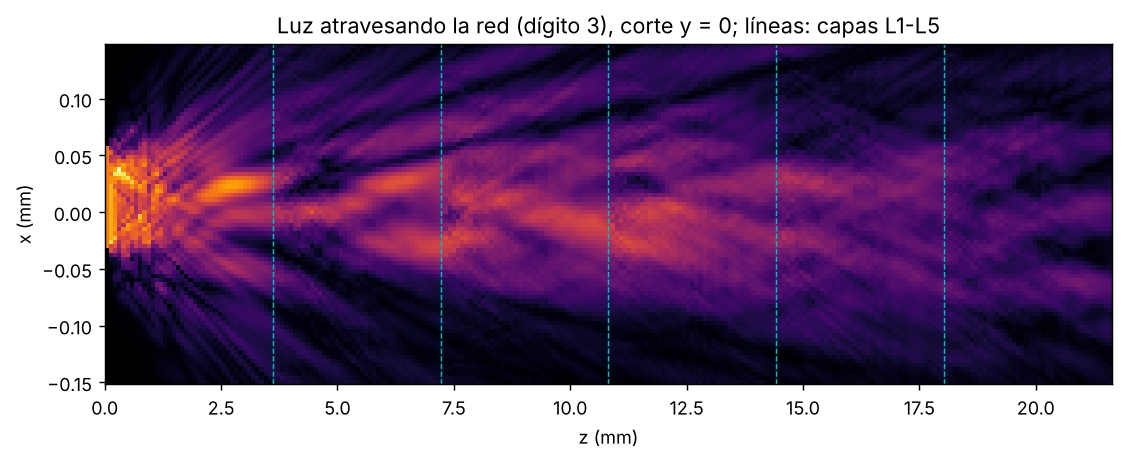 Luz atravesando la red (dígito 3), corte y = 0; líneas: capas L1-L5
x (mm)
0.10
0.05
0.00
−0.05
−0.10
−0.15
0.0 2.5 5.0 7.5 10.0 12.5 15.0 17.5 20.0
z (mm)